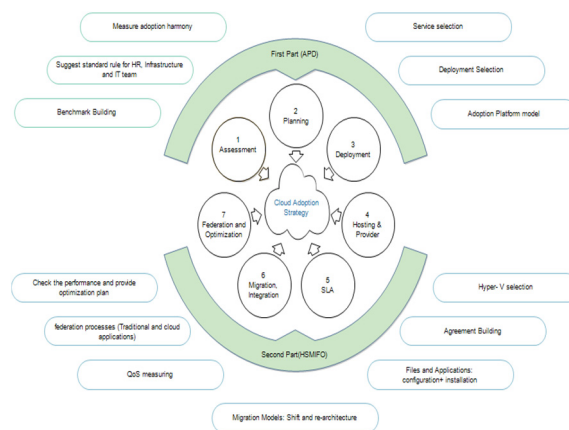 Measure adoption harmony
Service selection
First Part (APD)
Suggest standard rule for HR, Infrastructure
and IT team
Deployment Selection
Benchmark Building
Adoption Platform model
2
Planning
1
Assessment
3
Deployment
Cloud Adoption
Strategy
7
Federation and
Optimization
4
Hosting &
Provider
6
Migration,
Integration
5
SLA
Check the performance and provide
optimization plan
Hyper- V selection
federation processes (Traditional and cloud
applications)
Agreement Building
Second Part(HSMIFO)
QoS measuring
Files and Applications:
configuration+ installation
Migration Models: Shift and re-architecture